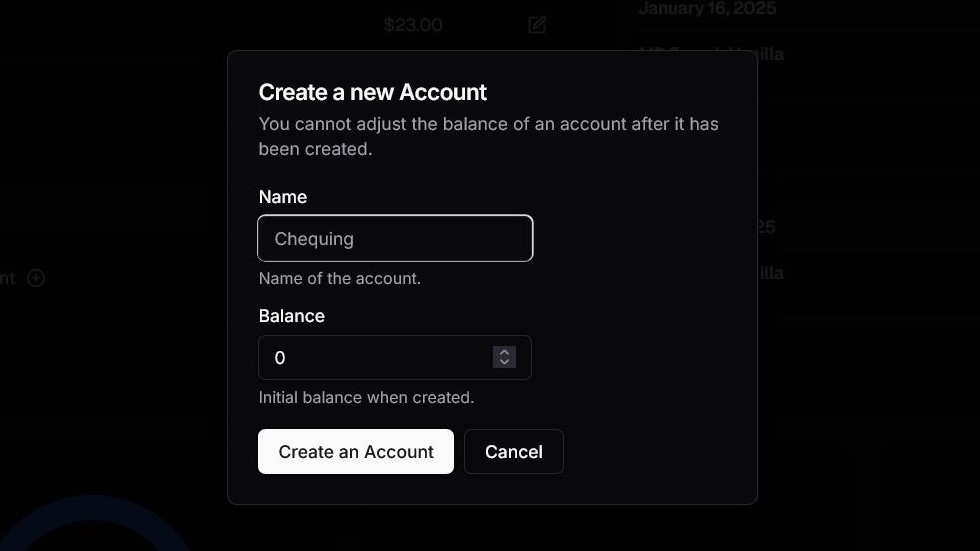 $23.00
January 16, 2025
Create a new Account
You cannot adjust the balance of an account after it has
been created.
Name
Chequing
Name of the account.
Balance
0
Initial balance when created.
Create an Account
Cancel